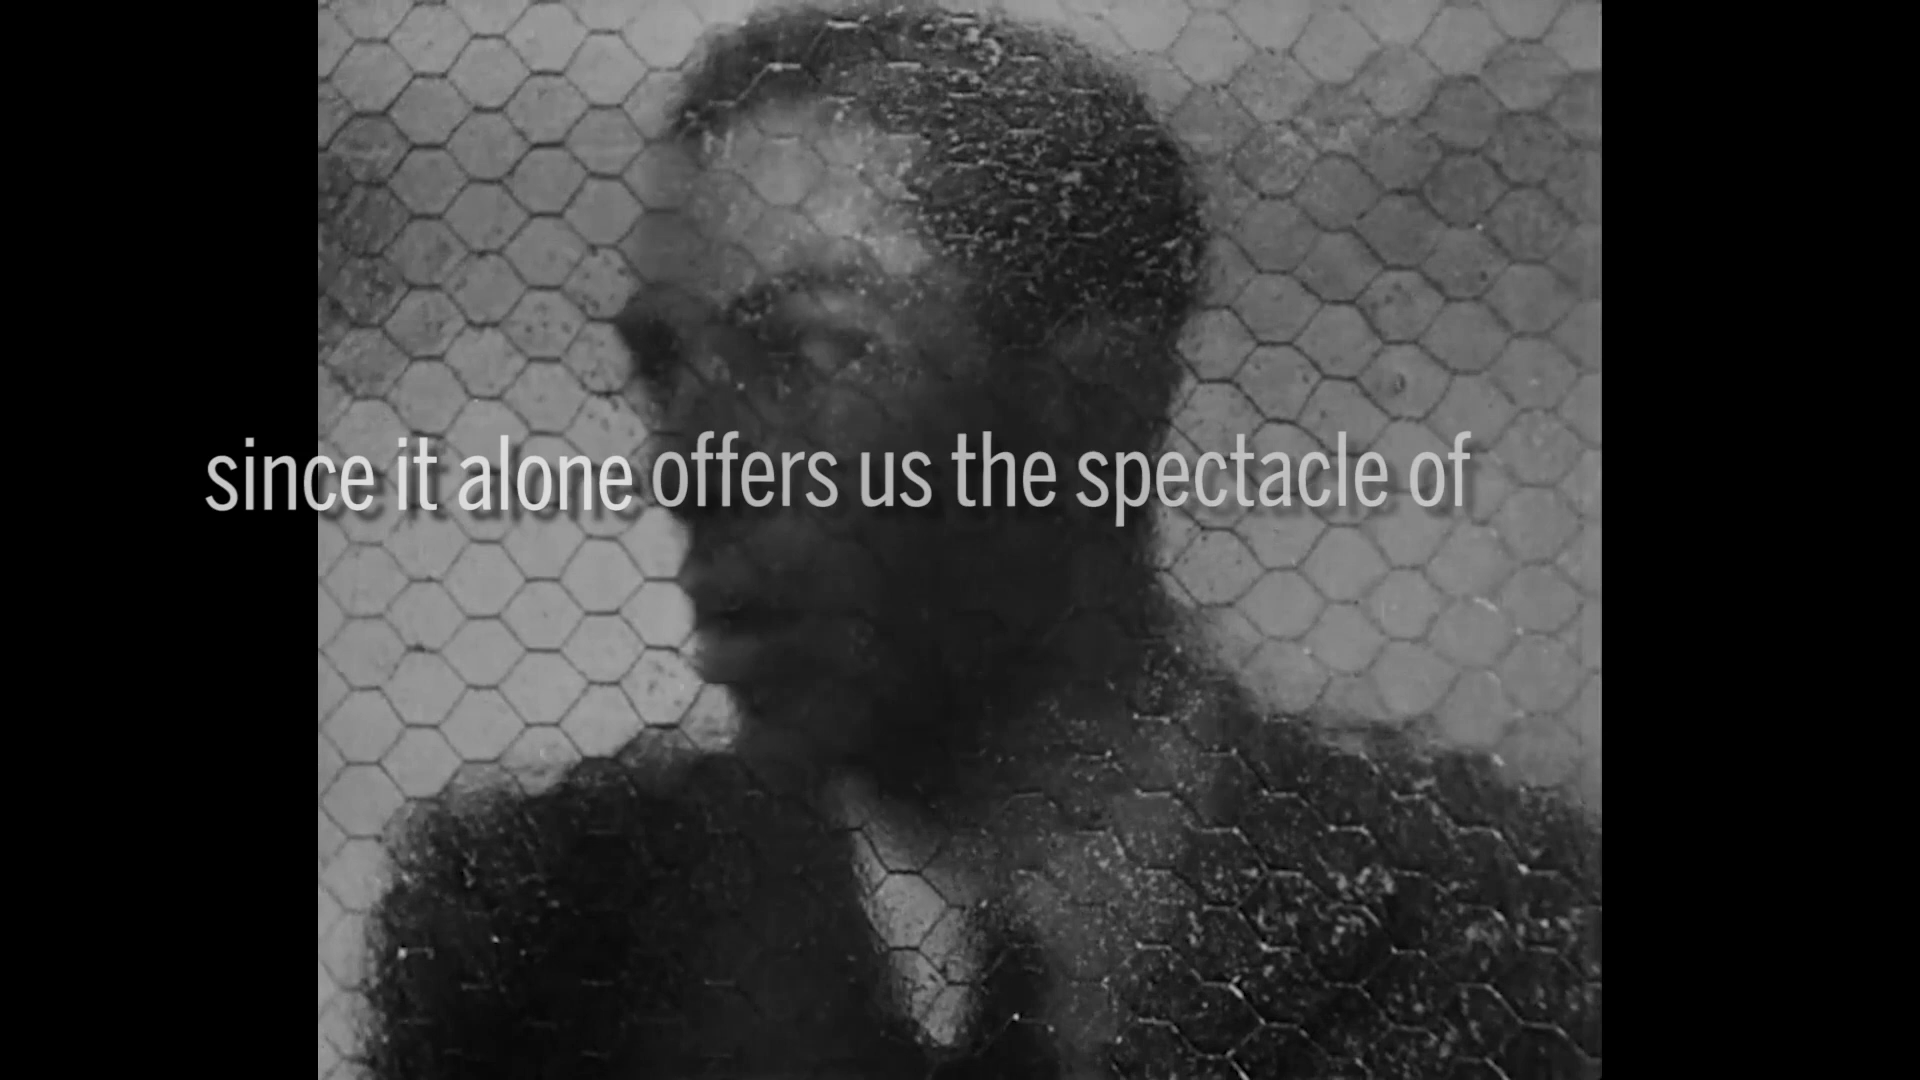 since it alone offers us the spectacle of